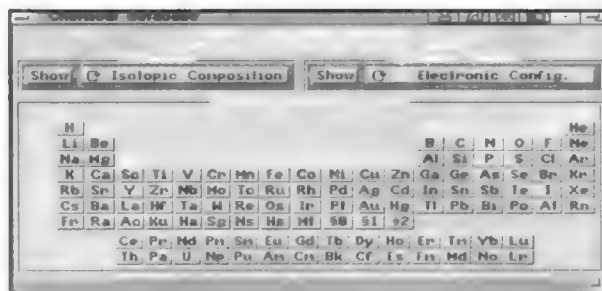 Show Isotopic Composition Show Electronic Config.
H He
Li Be B C N O F Ne
Na Mg Al Si P S Cl Ar
K Ca Sc Ti V Cr Mn Fe Co Ni Cu Zn Ga Ge As Se Br Kr
Rb Sr Y Zr Nb Mo Tc Ru Rh Pd Ag Cd In Sn Sb Te I Xe
Cs Ba La Hf Ta W Re Os Ir Pt Au Hg Tl Pb Bi Po At Rn
Fr Ra Ac Ku Ha Sg Ns Hs Mt
Ce Pr Nd Pm Sm Eu Gd Tb Dy Ho Er Tm Yb Lu
Th Pa U Np Pu Am Cm Bk Cf Es Fm Md No Lr